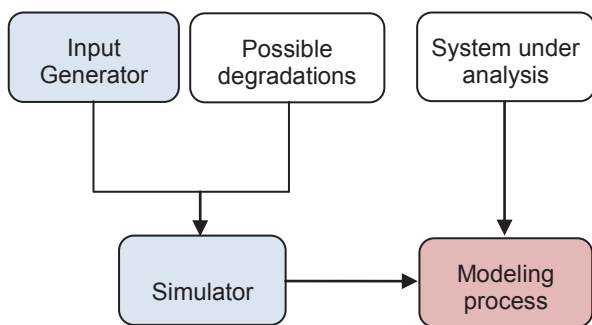 Input
Generator
Possible
degradations
System under
analysis
Simulator
Modeling
process